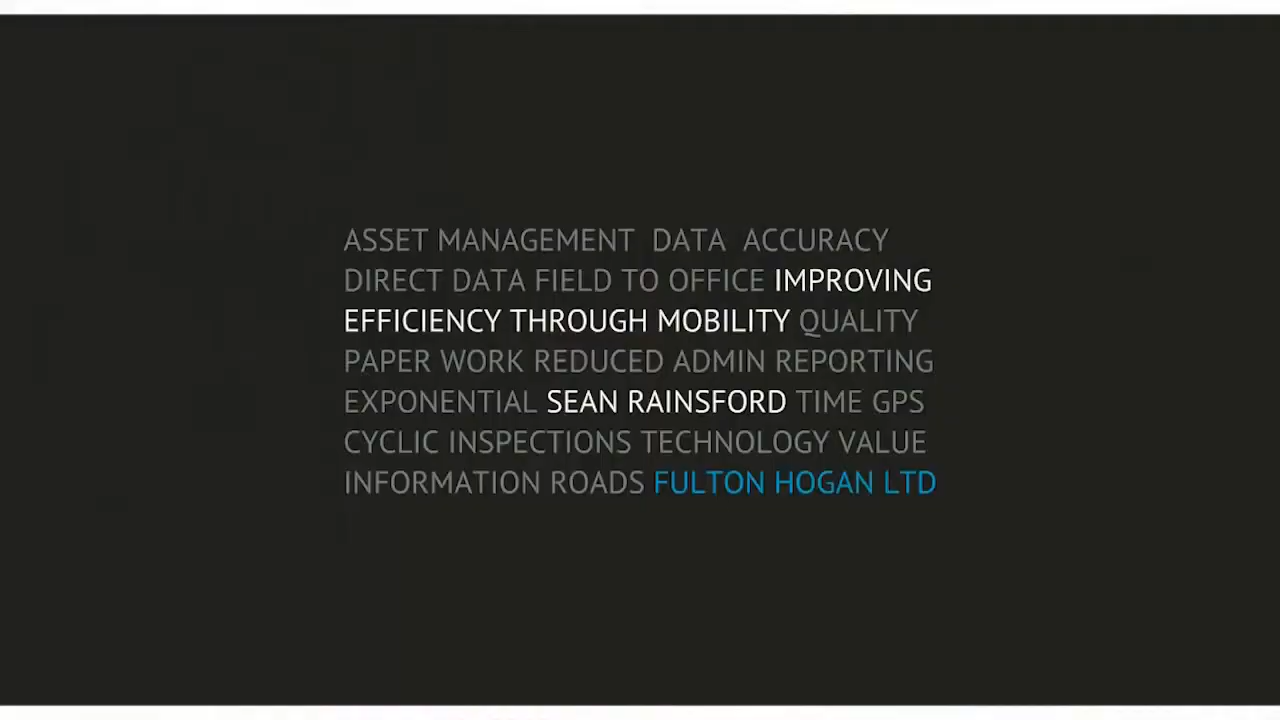 ASSET MANAGEMENT DATA ACCURACY
DIRECT DATA FIELD TO OFFICE IMPROVING
EFFICIENCY THROUGH MOBILITY QUALITY
PAPER WORK REDUCED ADMIN REPORTING
EXPONENTIAL SEAN RAINSFORD TIME GPS
CYCLIC INSPECTIONS TECHNOLOGY VALUE
INFORMATION ROADS FULTON HOGAN LTD